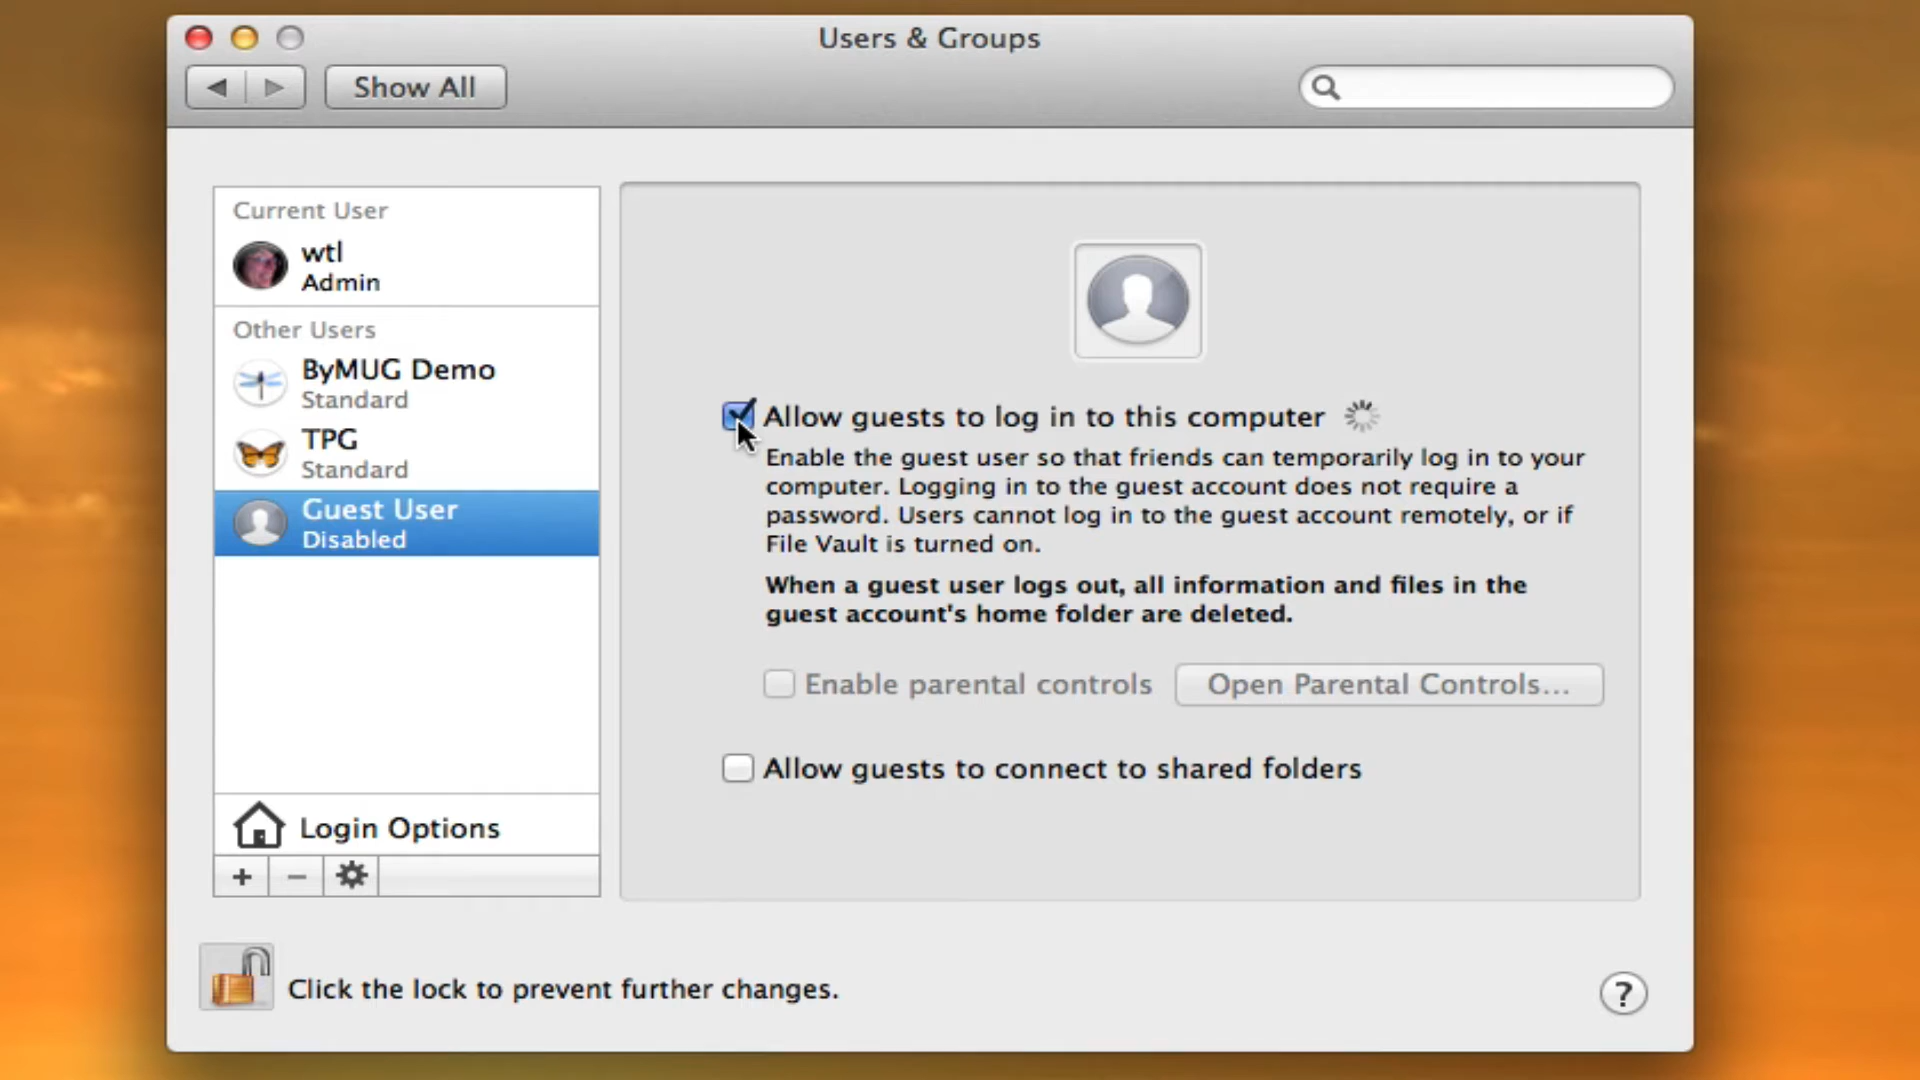 Users & Groups
Show All
Current User
wtl
Admin
Other Users
ByMUG Demo
Standard
TPG
Standard
Guest User
Disabled
Login Options
Allow guests to log in to this computer
Enable the guest user so that friends can temporarily log in to your
computer. Logging in to the guest account does not require a
password. Users cannot log in to the guest account remotely, or if
File Vault is turned on.
When a guest user logs out, all information and files in the
guest account's home folder are deleted.
Enable parental controls
Open Parental Controls...
Allow guests to connect to shared folders
Click the lock to prevent further changes.
?